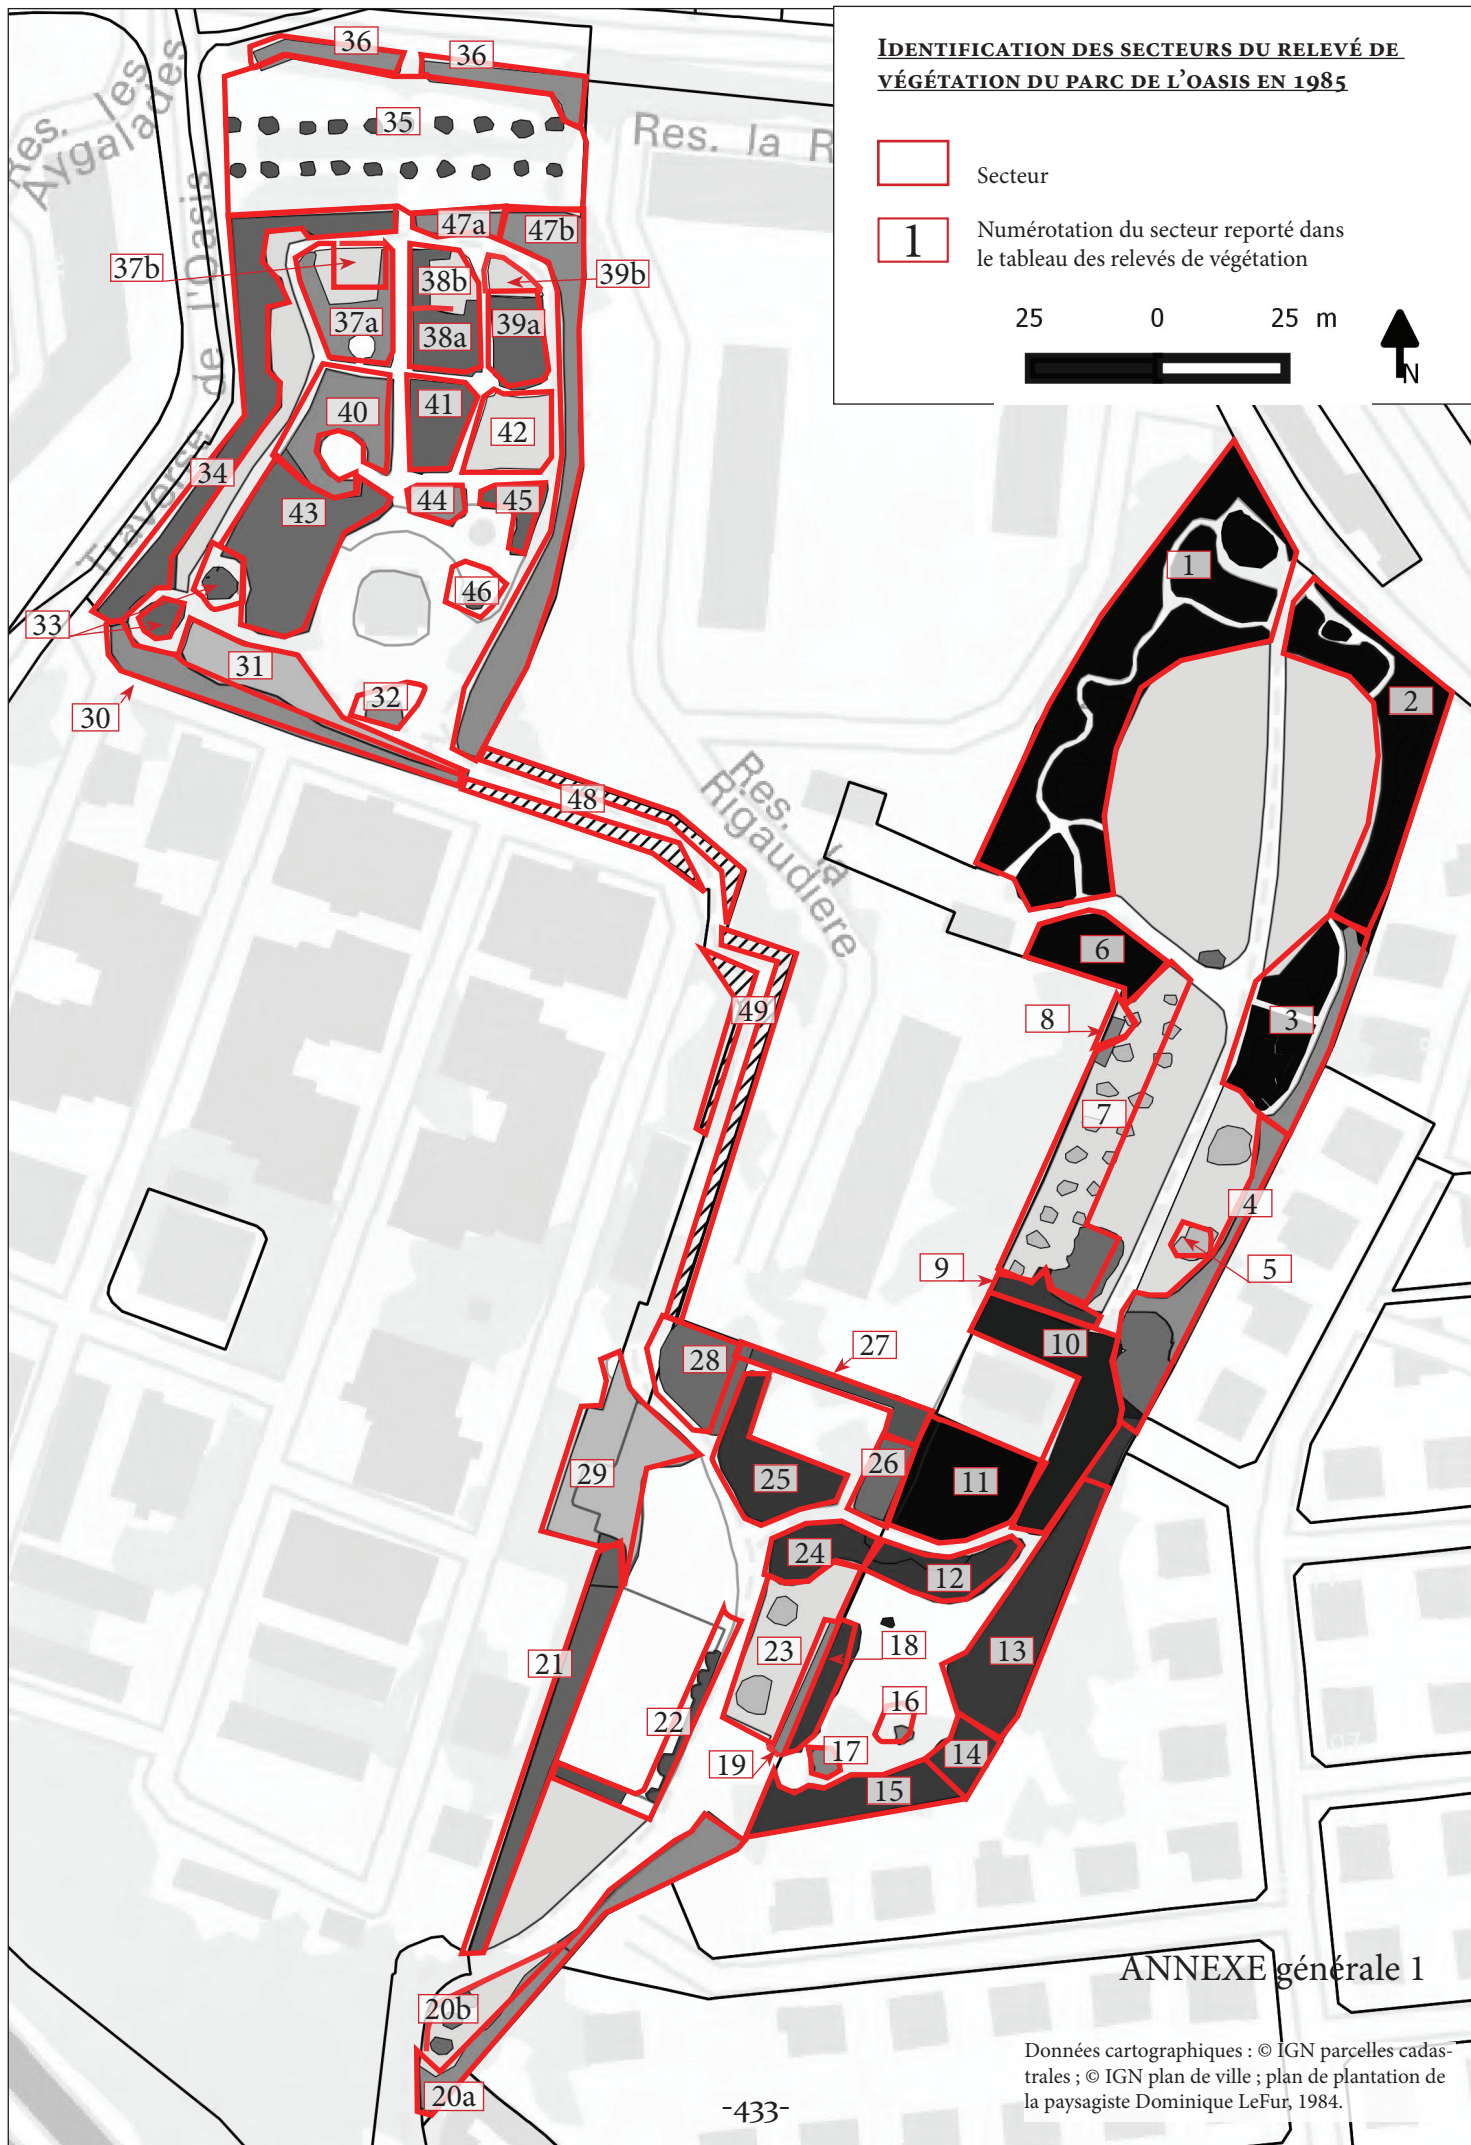 IDENTIFICATION DES SECTEURS DU RELEVÉ DE
VÉGÉTATION DU PARC DE L'OASIS EN 1985
Secteur
1
Numérotation du secteur reporté dans
le tableau des relevés de végétation
25 0 25 m
N
36
36
35
Res. les
Aygalades
Res. la R
Traverse de l'Oasis
47a
47b
37b
38b
39b
37a
38a
39a
40
41
42
34
43
44
45
1
33
46
31
32
30
2
48
Res. la
Rigaudière
6
49
8
3
7
4
9
5
10
27
28
29
25
26
11
24
12
23
18
13
21
16
22
17
14
19
15
20b
20a
ANNEXE générale 1
Données cartographiques : © IGN parcelles cadas-
trales ; © IGN plan de ville ; plan de plantation de
la paysagiste Dominique LeFur, 1984.
-433-